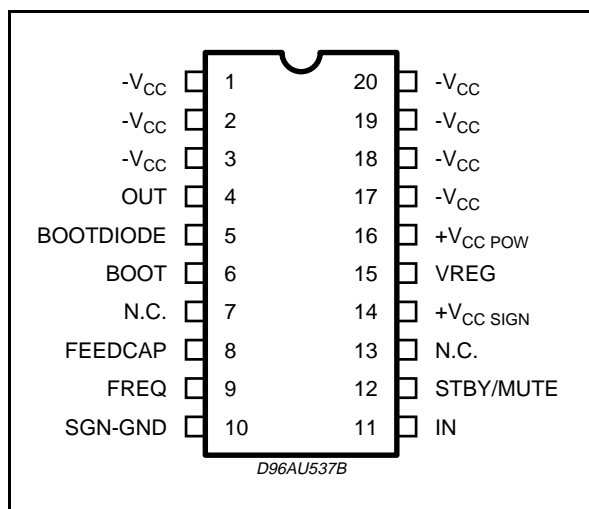 -VCC 1 20 -VCC
-VCC 2 19 -VCC
-VCC 3 18 -VCC
OUT 4 17 -VCC
BOOTDIODE 5 16 +VCC POW
BOOT 6 15 VREG
N.C. 7 14 +VCC SIGN
FEEDCAP 8 13 N.C.
FREQ 9 12 STBY/MUTE
SGN-GND 10 11 IN
D96AU537B